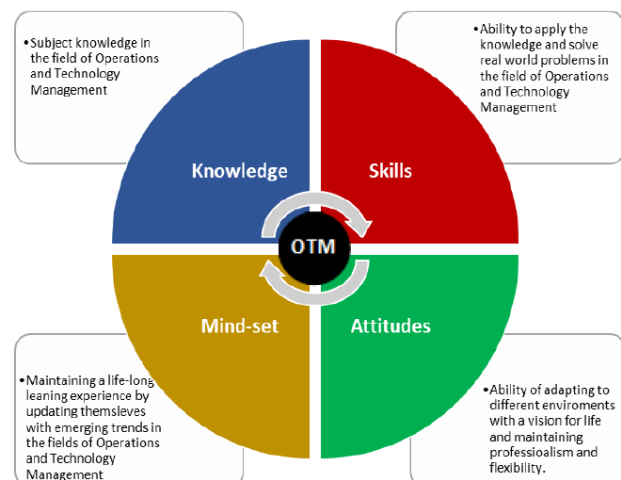 •Subject knowledge in
the field of Operations
and Technology
Management
•Ability to apply the
knowledge and solve
real world problems in
the field of Operations
and Technology
Management
Knowledge
Skills
OTM
Mind-set
Attitudes
•Maintaining a life-long
leaning experience by
updating themsleves
with emerging trends in
the fields of Operations
and Technology
Management
•Ability of adapting to
different enviroments
with a vision for life
and maintaining
professioalism and
flexibility.